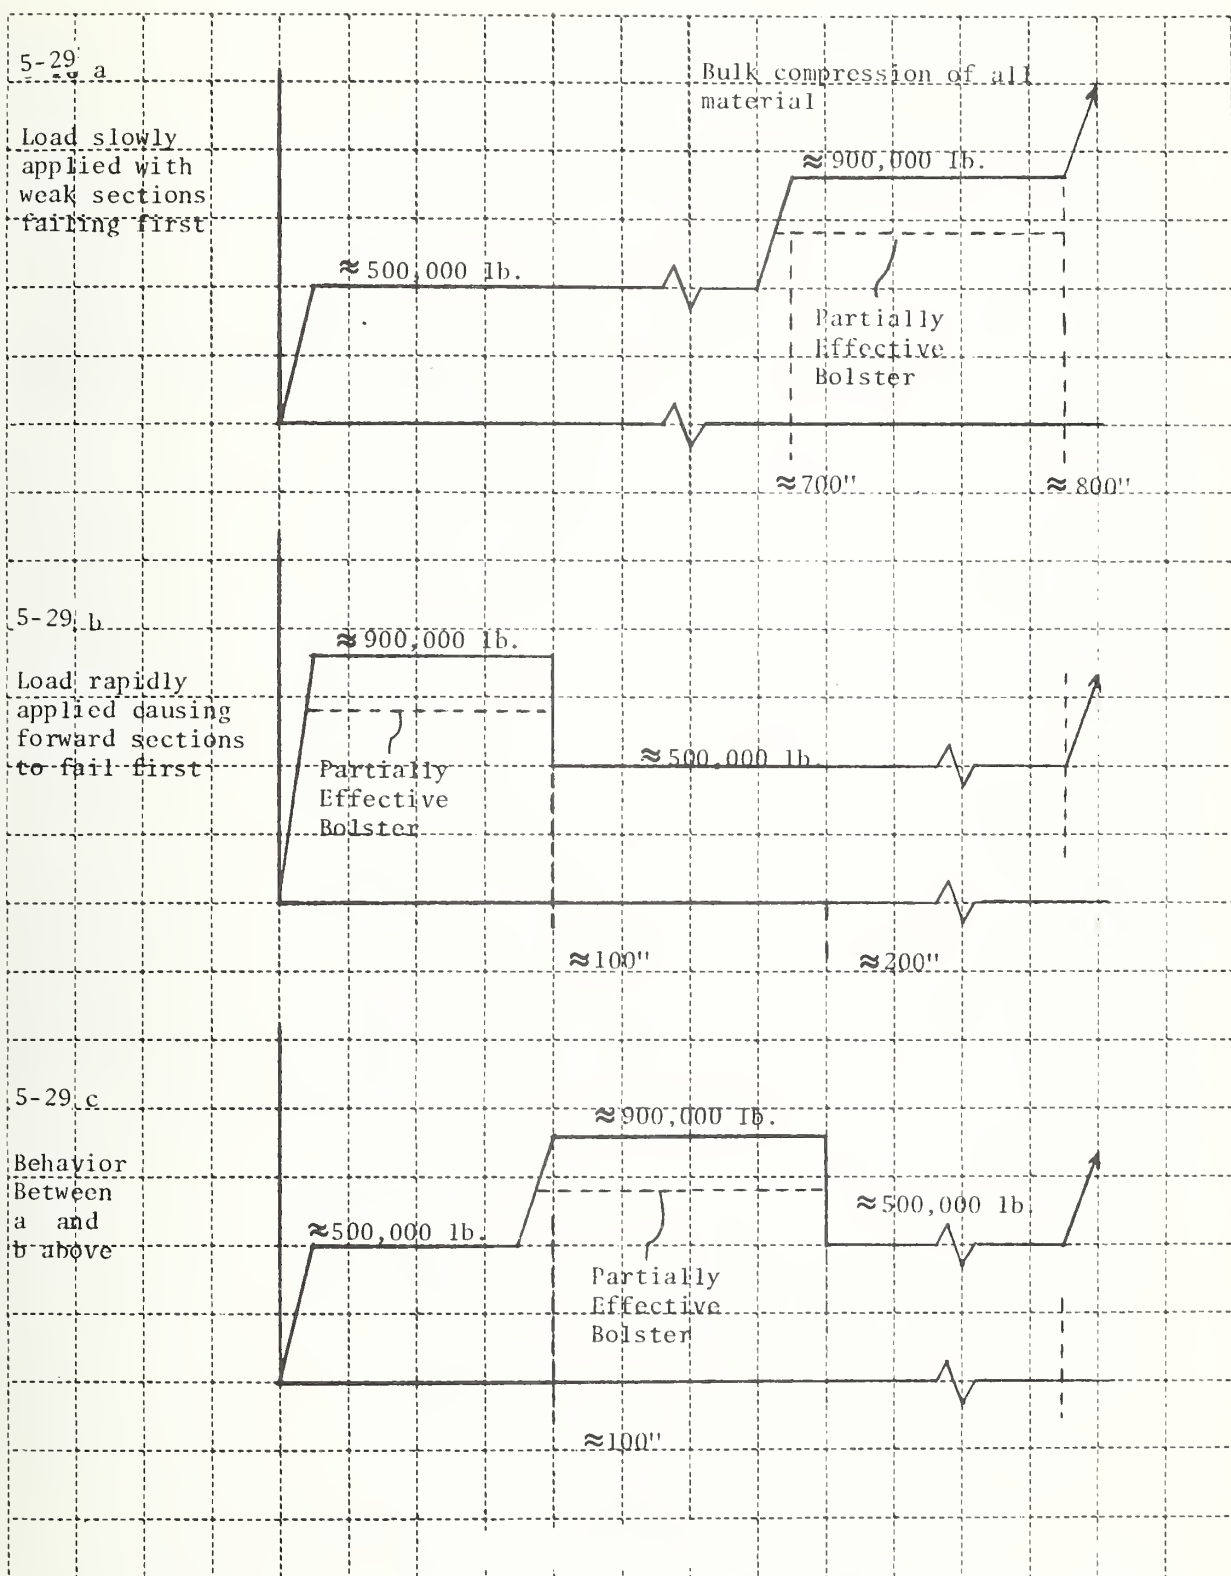 5-29 a
Load slowly
applied with
weak sections
failing first
Bulk compression of all
material
≈ 900,000 lb.
≈ 500,000 lb.
Partially
Effective
Bolster
≈700"
≈ 800"
5-29 b
Load rapidly
applied causing
forward sections
to fail first
≈900,000 lb.
Partially
Effective
Bolster
≈500,000 lb.
≈100"
≈200"
5-29 c
Behavior
Between
a and
b above
≈900,000 lb.
≈500,000 lb.
≈500,000 lb.
Partially
Effective
Bolster
≈100"